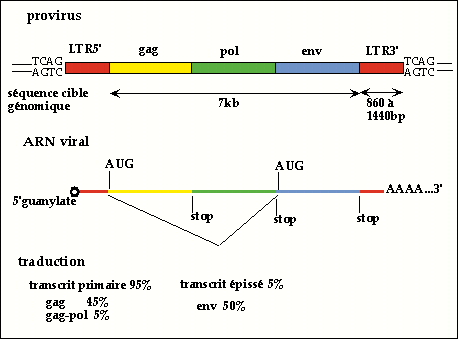 provirus
LTR5' gag pol env LTR3'
TCAG TCAG
AGTC AGTC
séquence cible
génomique
7kb
860 à
1440bp
ARN viral
AUG AUG
5'guanylate
AAAA...3'
stop stop stop
traduction
transcrit primaire 95% transcrit épissé 5%
gag 45% env 50%
gag-pol 5%